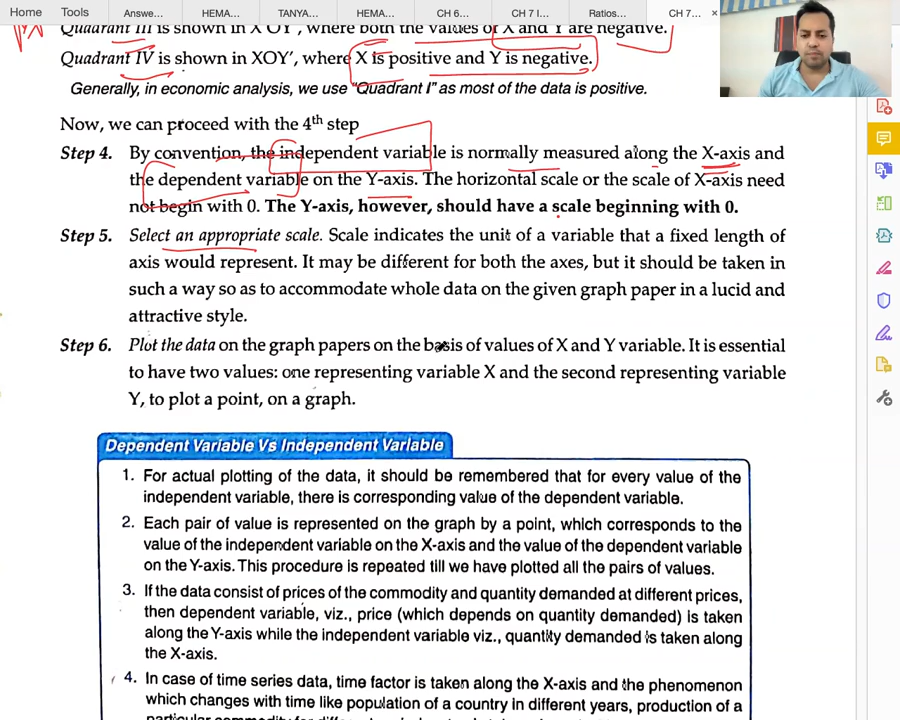 Home Tools Answe... HEMA... TANYA... HEMA... CH 6... CH 7 I... Ratios... CH 7... ×
Quadrant III is shown in X'OY', where both the values of X and Y are negative.
Quadrant IV is shown in XOY', where X is positive and Y is negative.
Generally, in economic analysis, we use "Quadrant I" as most of the data is positive.
Now, we can proceed with the 4th step
Step 4. By convention, the independent variable is normally measured along the X-axis and
the dependent variable on the Y-axis. The horizontal scale or the scale of X-axis need
not begin with 0. The Y-axis, however, should have a scale beginning with 0.
Step 5. Select an appropriate scale. Scale indicates the unit of a variable that a fixed length of
axis would represent. It may be different for both the axes, but it should be taken in
such a way so as to accommodate whole data on the given graph paper in a lucid and
attractive style.
Step 6. Plot the data on the graph papers on the basis of values of X and Y variable. It is essential
to have two values: one representing variable X and the second representing variable
Y, to plot a point, on a graph.
Dependent Variable Vs Independent Variable
1. For actual plotting of the data, it should be remembered that for every value of the
independent variable, there is corresponding value of the dependent variable.
2. Each pair of value is represented on the graph by a point, which corresponds to the
value of the independent variable on the X-axis and the value of the dependent variable
on the Y-axis. This procedure is repeated till we have plotted all the pairs of values.
3. If the data consist of prices of the commodity and quantity demanded at different prices,
then dependent variable, viz., price (which depends on quantity demanded) is taken
along the Y-axis while the independent variable viz., quantity demanded is taken along
the X-axis.
4. In case of time series data, time factor is taken along the X-axis and the phenomenon
which changes with time like population of a country in different years, production of a